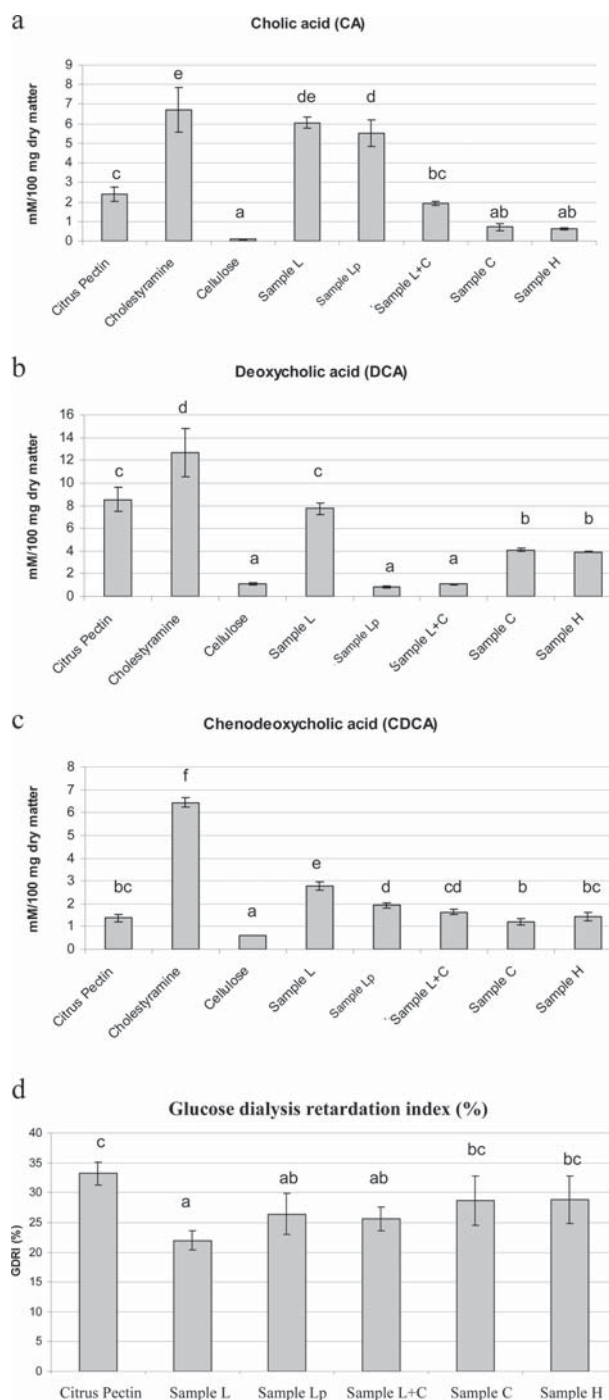 a
Cholic acid (CA)
mM/100 mg dry matter
9
8
7
6
5
4
3
2
1
0
c
e
a
de
d
bc
ab
ab
Citrus Pectin
Cholestyramine
Cellulose
Sample L
Sample Lp
Sample L+C
Sample C
Sample H
b
Deoxycholic acid (DCA)
mM/100 mg dry matter
16
14
12
10
8
6
4
2
0
c
d
a
c
a
a
b
b
Citrus Pectin
Cholestyramine
Cellulose
Sample L
Sample Lp
Sample L+C
Sample C
Sample H
c
Chenodeoxycholic acid (CDCA)
mM/100 mg dry matter
8
7
6
5
4
3
2
1
0
bc
f
a
e
d
cd
b
bc
Citrus Pectin
Cholestyramine
Cellulose
Sample L
Sample Lp
Sample L+C
Sample C
Sample H
d
Glucose dialysis retardation index (%)
GDRI (%)
40
35
30
25
20
15
10
5
0
c
a
ab
ab
bc
bc
Citrus Pectin
Sample L
Sample Lp
Sample L+C
Sample C
Sample H